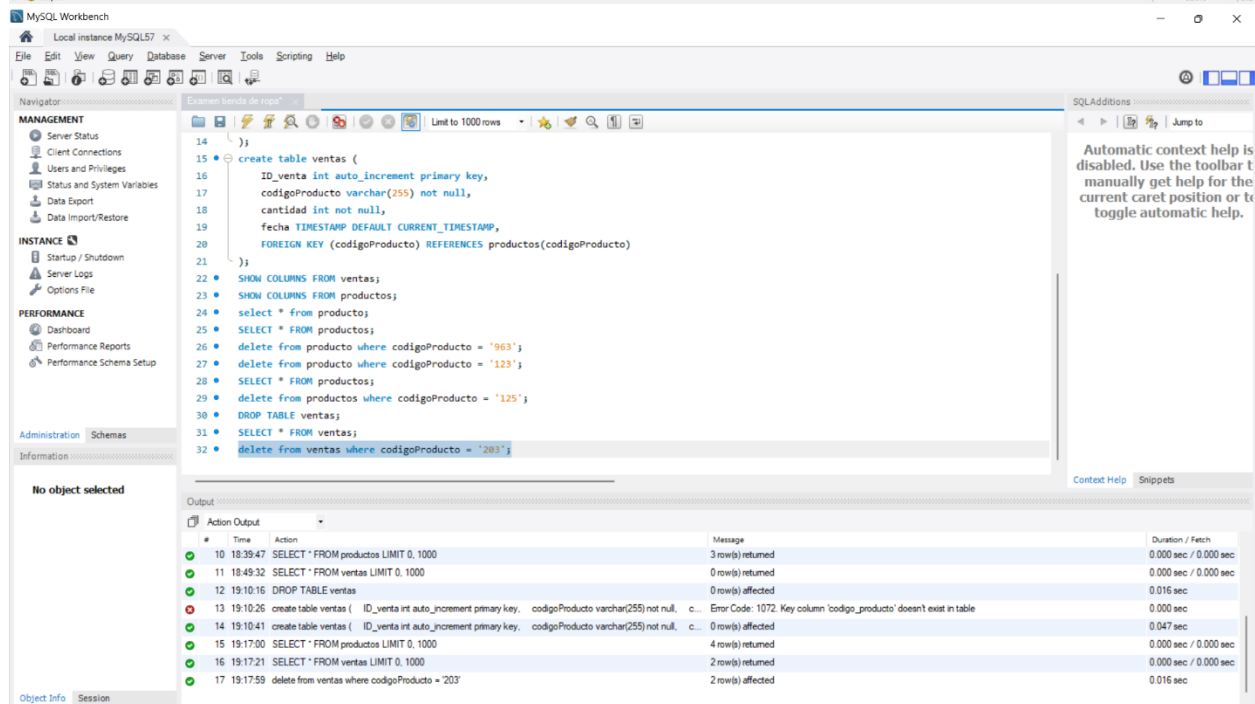 MySQL Workbench
Local instance MySQL57
File Edit View Query Database Server Tools Scripting Help
Navigator
MANAGEMENT
Server Status
Client Connections
Users and Privileges
Status and System Variables
Data Export
Data Import/Restore
INSTANCE
Startup / Shutdown
Server Logs
Options File
PERFORMANCE
Dashboard
Performance Reports
Performance Schema Setup
Administration Schemas
Information
No object selected
Object Info Session
Examen tienda de ropa*
Limit to 1000 rows
14 );
15 create table ventas (
16 ID_venta int auto_increment primary key,
17 codigoProducto varchar(255) not null,
18 cantidad int not null,
19 fecha TIMESTAMP DEFAULT CURRENT_TIMESTAMP,
20 FOREIGN KEY (codigoProducto) REFERENCES productos(codigoProducto)
21 );
22 SHOW COLUMNS FROM ventas;
23 SHOW COLUMNS FROM productos;
24 select * from producto;
25 SELECT * FROM productos;
26 delete from producto where codigoProducto = '963';
27 delete from producto where codigoProducto = '123';
28 SELECT * FROM productos;
29 delete from productos where codigoProducto = '125';
30 DROP TABLE ventas;
31 SELECT * FROM ventas;
32 delete from ventas where codigoProducto = '203';
SQLAdditions
Jump to
Automatic context help is
disabled. Use the toolbar t
manually get help for the
current caret position or to
toggle automatic help.
Context Help Snippets
Output
Action Output
# Time Action Message Duration / Fetch
10 18:39:47 SELECT * FROM productos LIMIT 0, 1000 3 row(s) returned 0.000 sec / 0.000 sec
11 18:49:32 SELECT * FROM ventas LIMIT 0, 1000 0 row(s) returned 0.000 sec / 0.000 sec
12 19:10:16 DROP TABLE ventas 0 row(s) affected 0.016 sec
13 19:10:26 create table ventas ( ID_venta int auto_increment primary key, codigoProducto varchar(255) not null, c... Error Code: 1072. Key column 'codigo_producto' doesn't exist in table 0.000 sec
14 19:10:41 create table ventas ( ID_venta int auto_increment primary key, codigoProducto varchar(255) not null, c... 0 row(s) affected 0.047 sec
15 19:17:00 SELECT * FROM productos LIMIT 0, 1000 4 row(s) returned 0.000 sec / 0.000 sec
16 19:17:21 SELECT * FROM ventas LIMIT 0, 1000 2 row(s) returned 0.000 sec / 0.000 sec
17 19:17:59 delete from ventas where codigoProducto = '203' 2 row(s) affected 0.016 sec